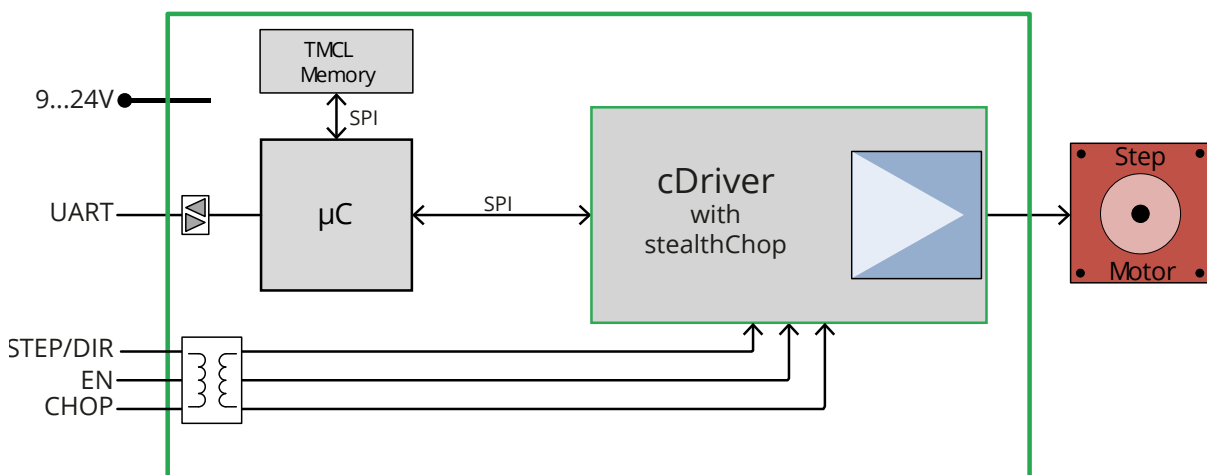 TMCL
Memory
9...24V
SPI
UART
µC
SPI
cDriver
with
stealthChop
Step
Motor
STEP/DIR
EN
CHOP